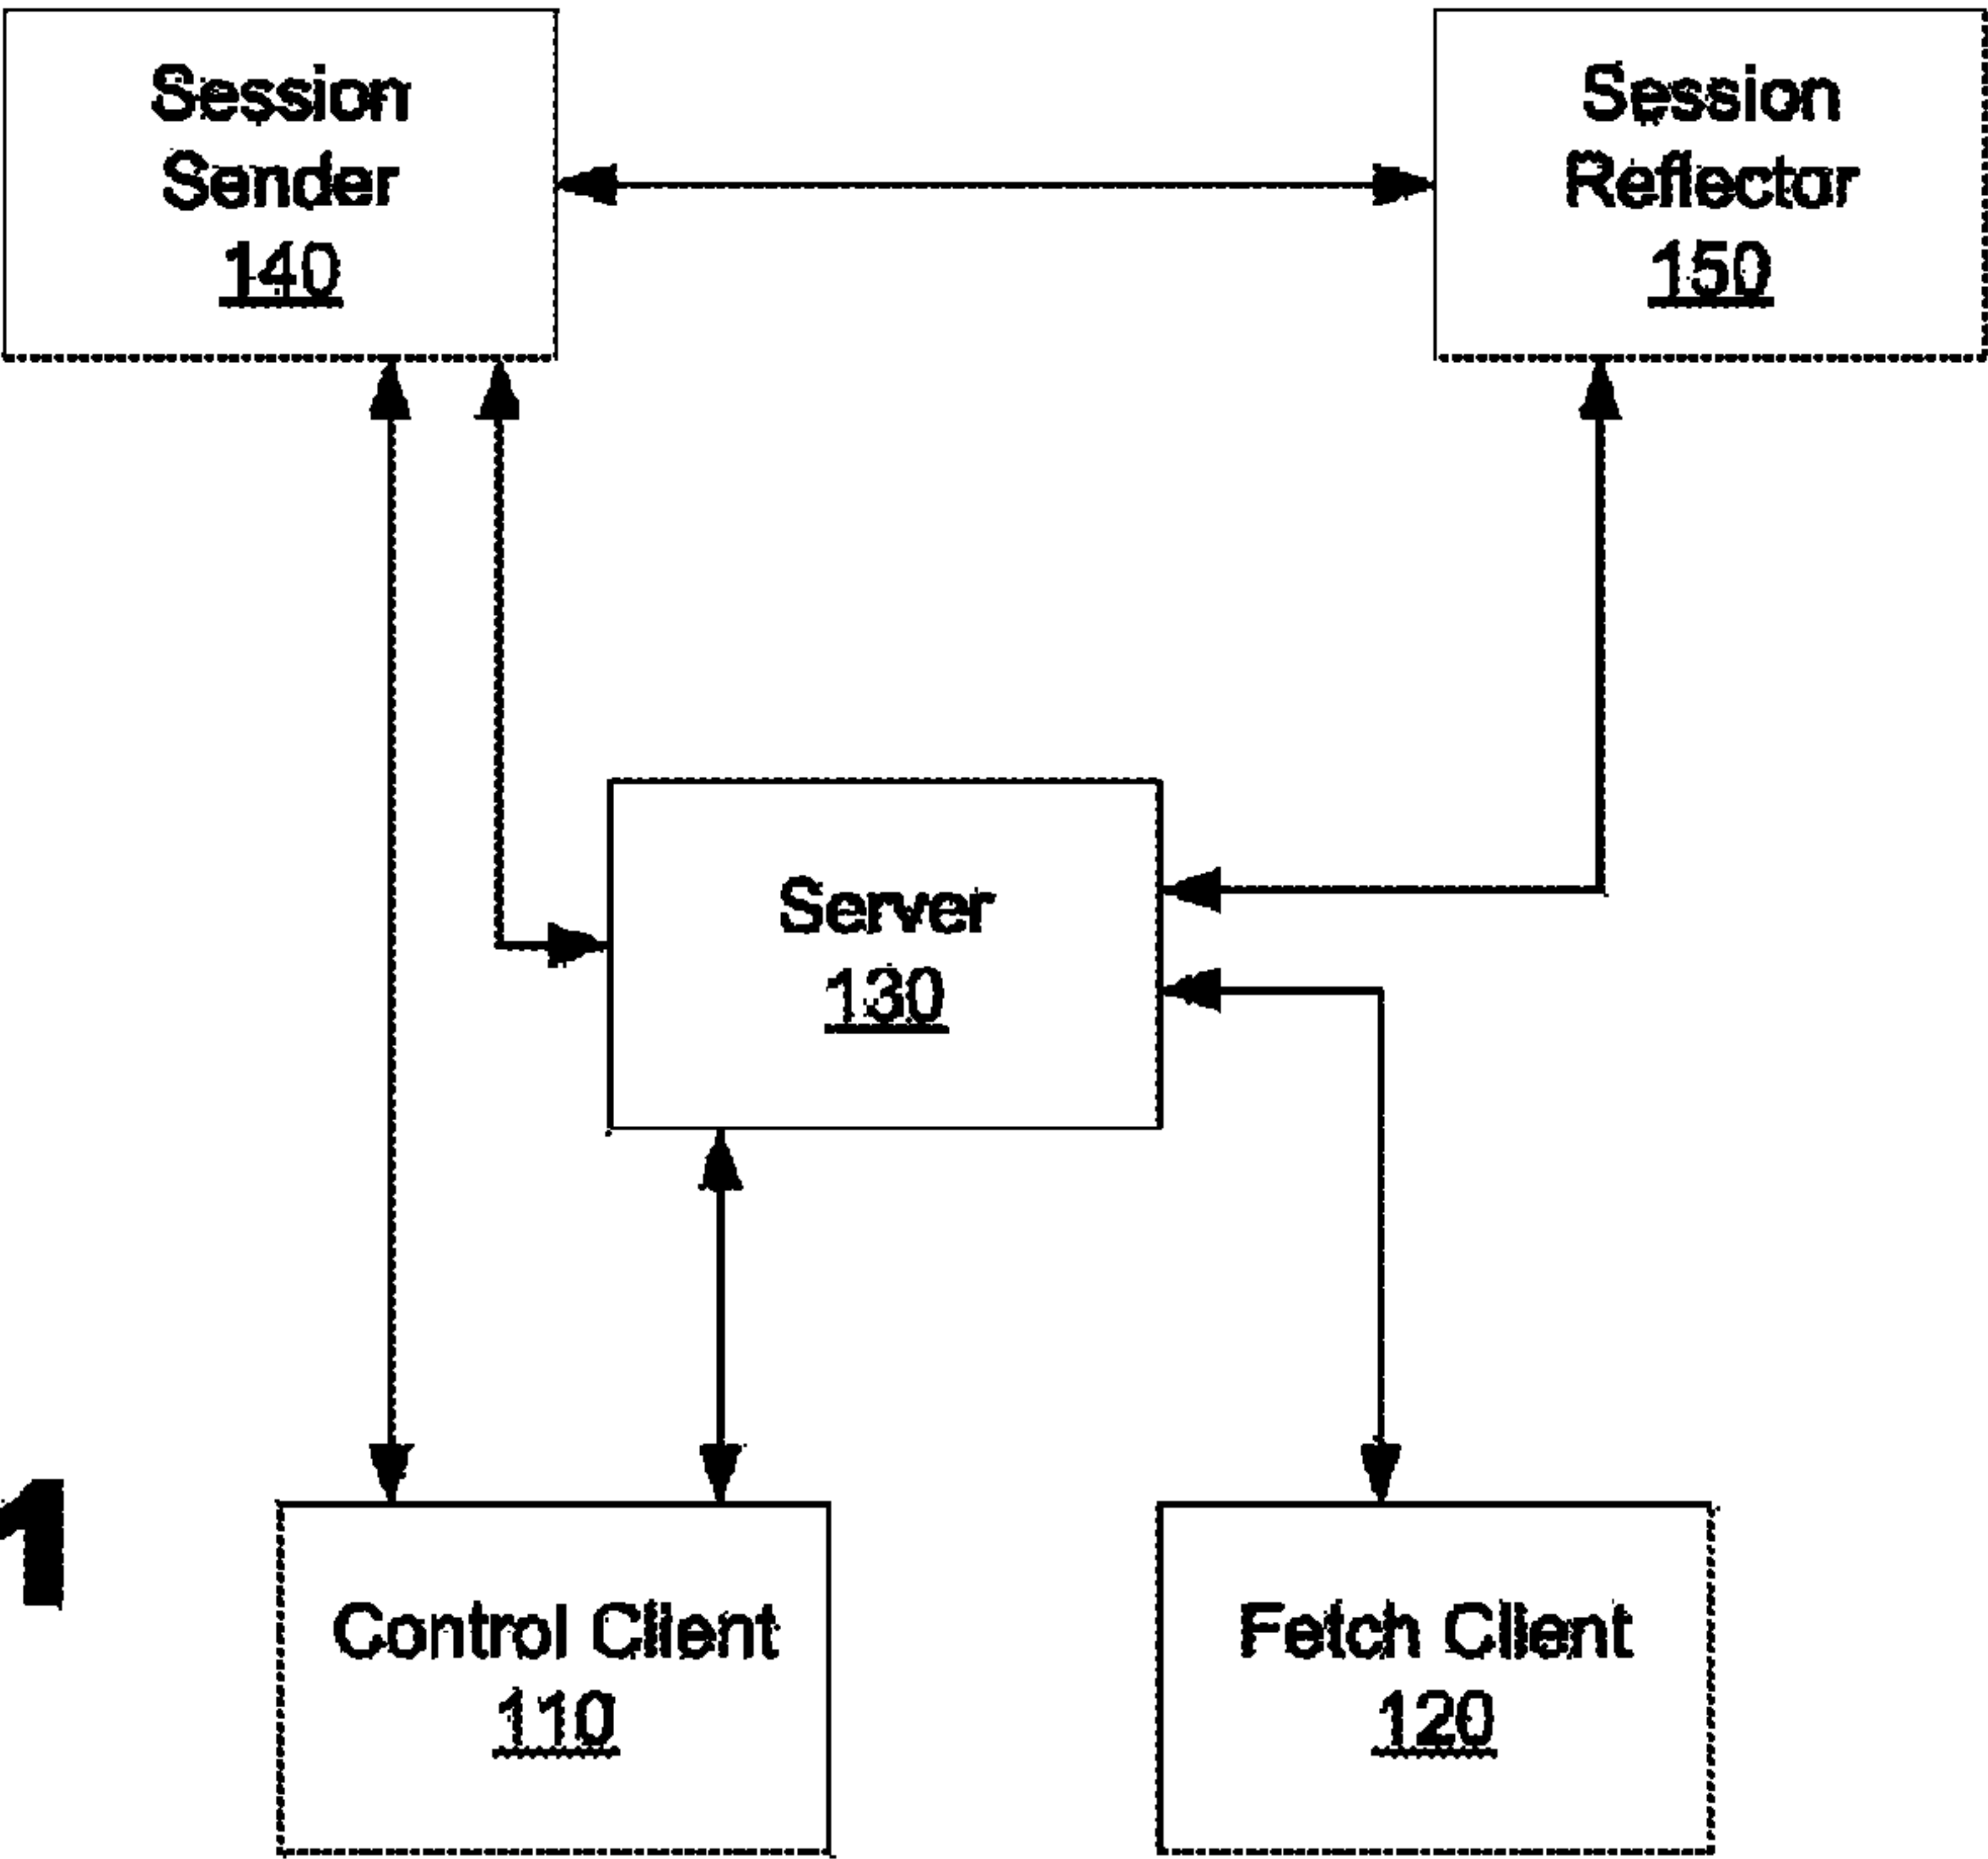 Session
Sender
140
Session
Reflector
150
Server
130
1
Control Client
110
Fetch Client
120